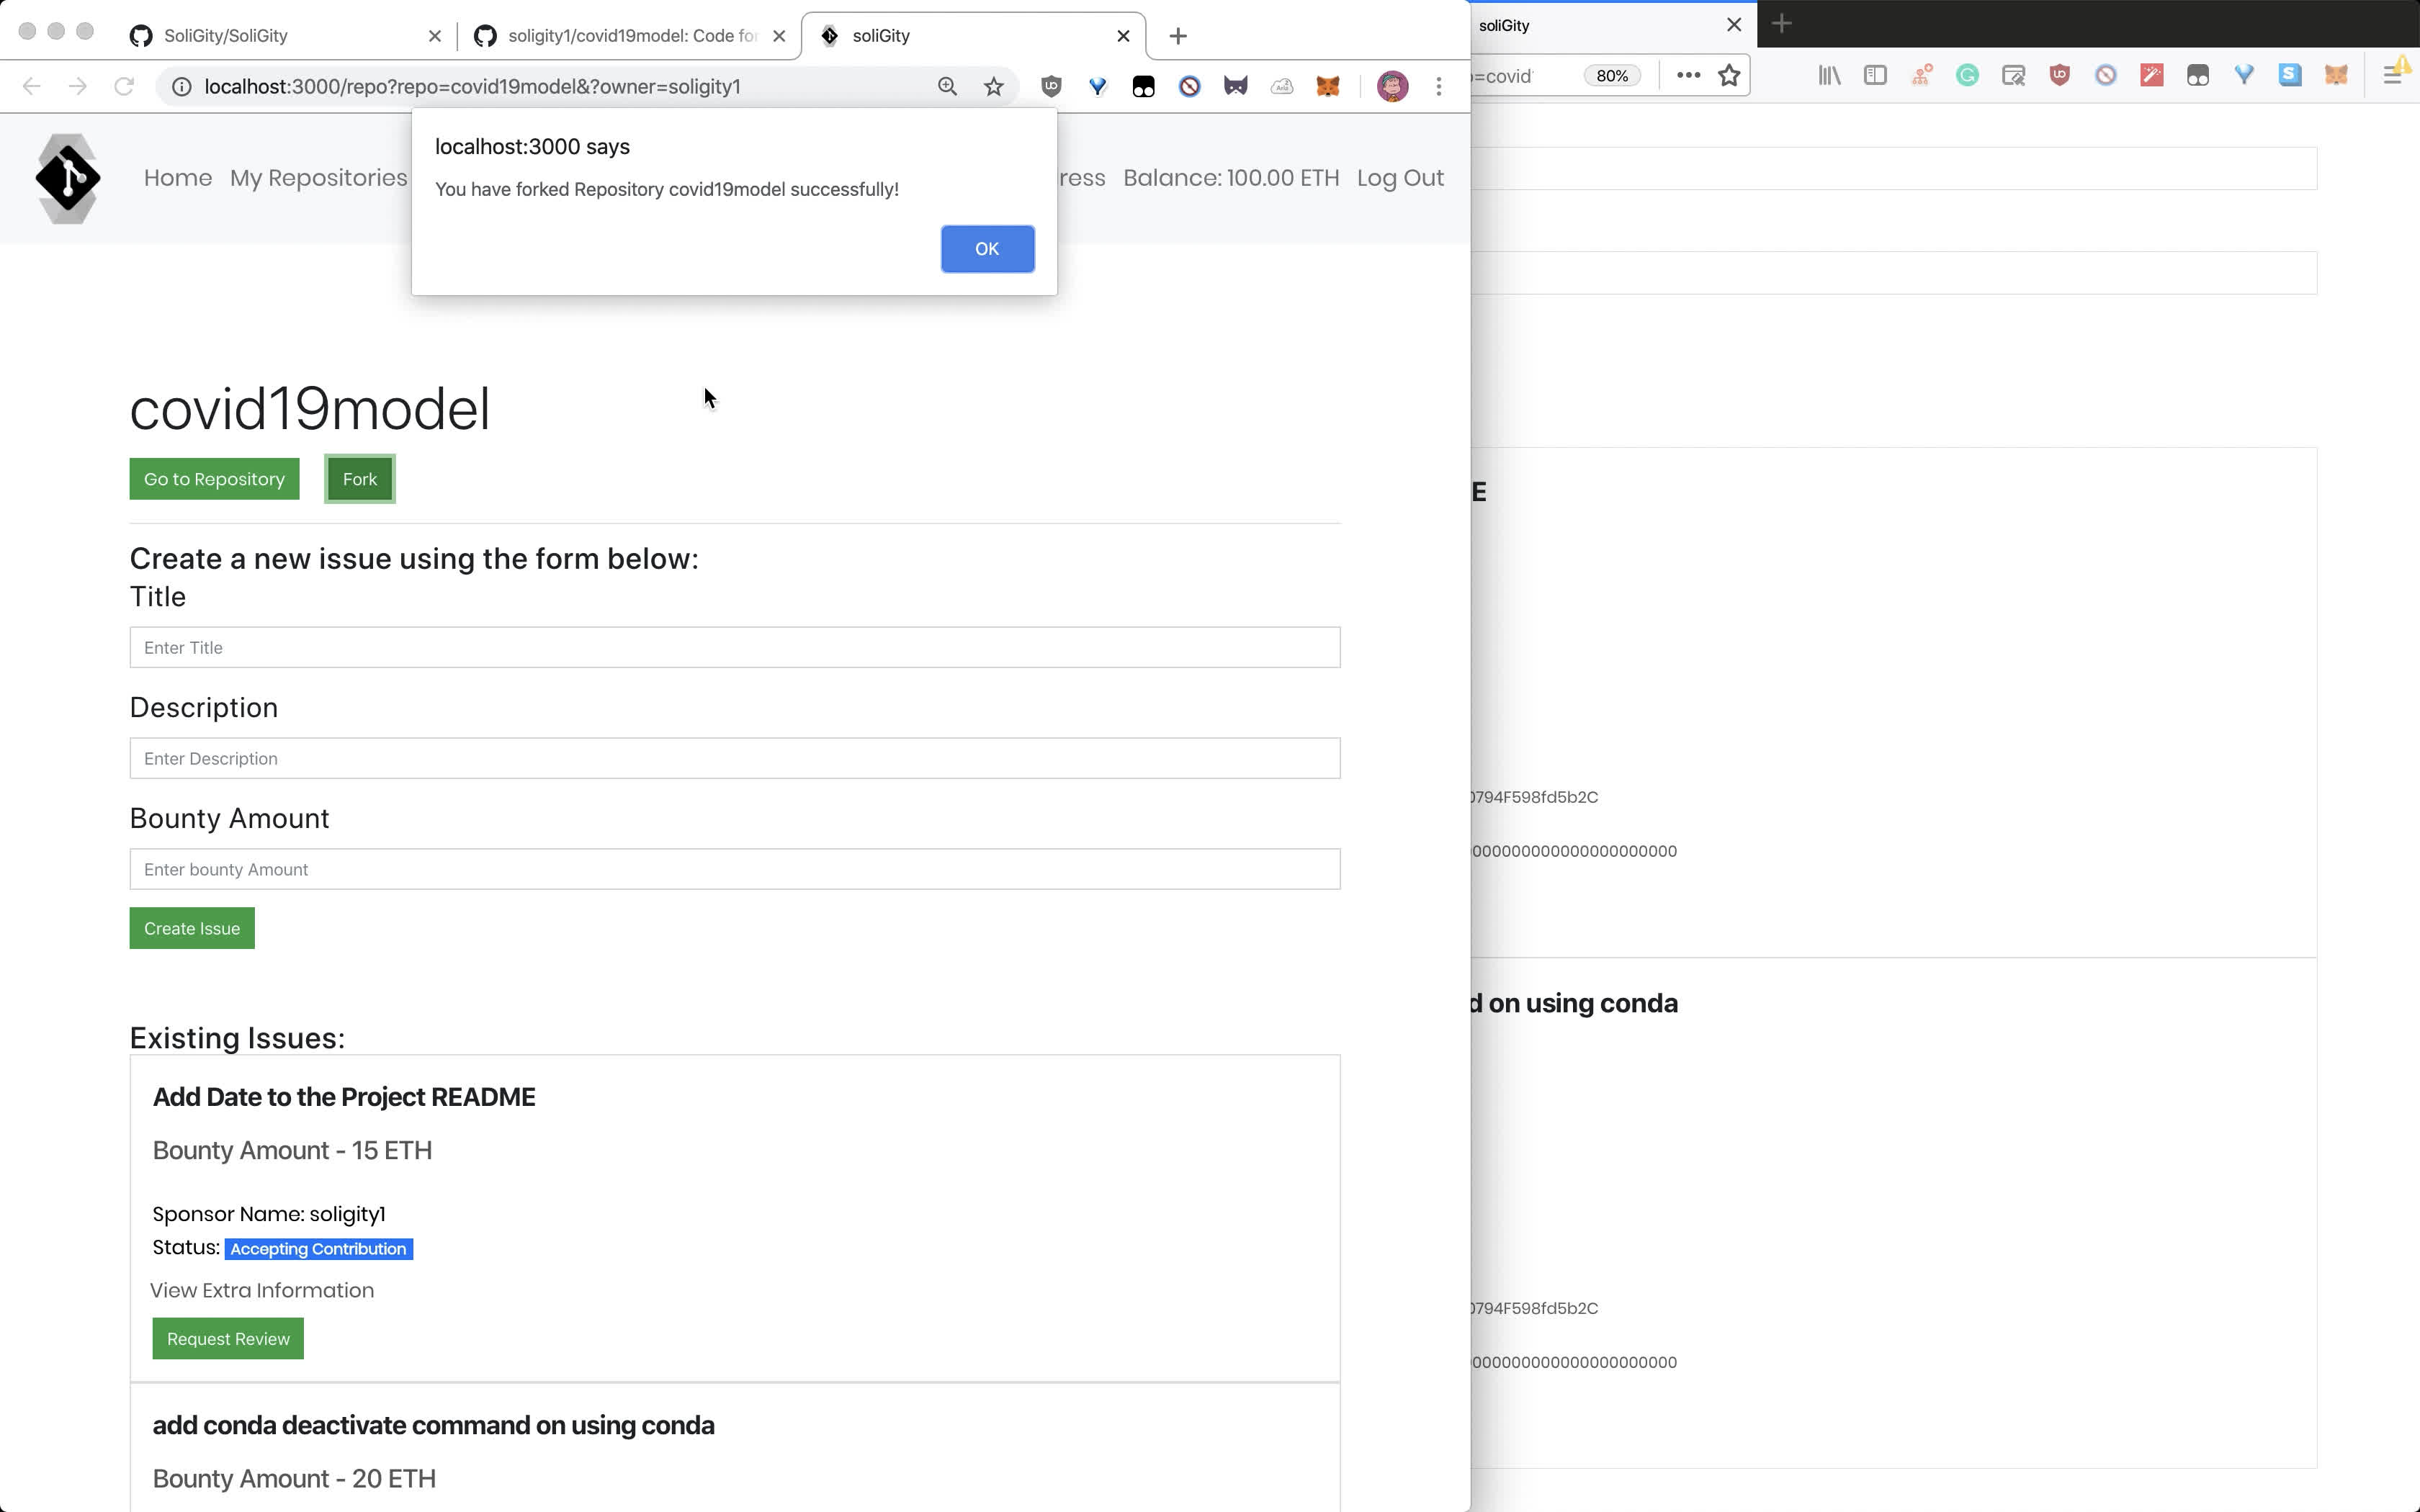 SoliGity/SoliGity
soligity1/covid19model: Code fo
soliGity
soliGity
localhost:3000/repo?repo=covid19model&?owner=soligity1
=covid
80%
localhost:3000 says
You have forked Repository covid19model successfully!
OK
Home My Repositories
ress Balance: 100.00 ETH Log Out
covid19model
Go to Repository
Fork
Create a new issue using the form below:
Title
Enter Title
Description
Enter Description
Bounty Amount
Enter bounty Amount
Create Issue
Existing Issues:
Add Date to the Project README
Bounty Amount - 15 ETH
Sponsor Name: soligity1
Status: Accepting Contribution
View Extra Information
Request Review
add conda deactivate command on using conda
Bounty Amount - 20 ETH
E
0794F598fd5b2C
d on using conda
0794F598fd5b2C